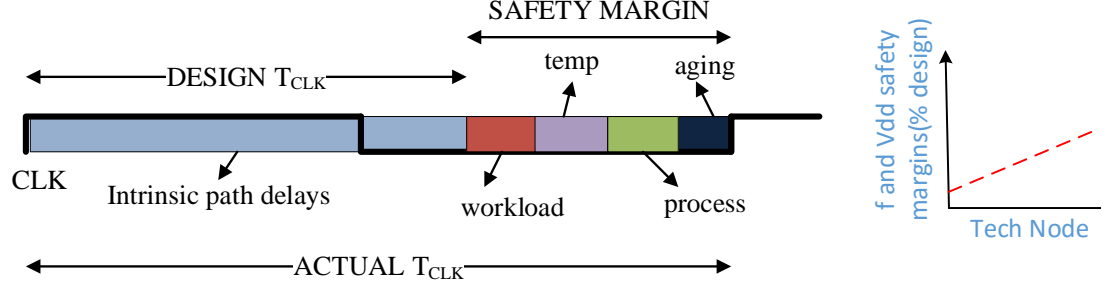 SAFETY MARGIN
DESIGN TCLK
temp
aging
CLK
Intrinsic path delays
workload
process
ACTUAL TCLK
f and Vdd safety
margins(% design)
Tech Node